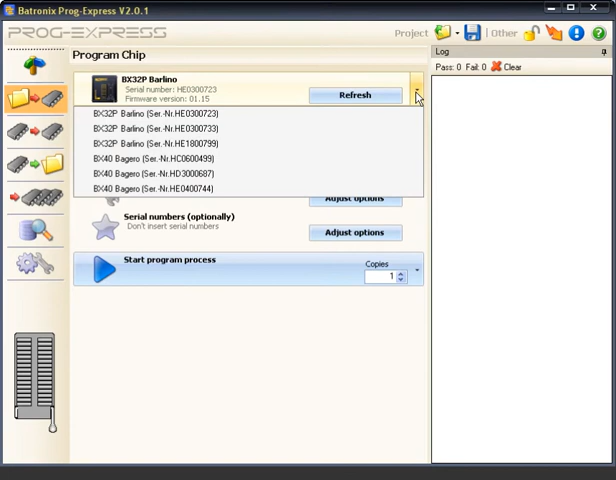 Batronix Prog-Express V2.0.1
PROG-EXPRESS
Project
Other
Program Chip
Log
BX32P Barlino
Serial number: HE0300723
Firmware version: 01.15
Refresh
Pass: 0 Fail: 0 Clear
BX32P Barlino (Ser.-Nr.HE0300723)
BX32P Barlino (Ser.-Nr.HE0300733)
BX32P Barlino (Ser.-Nr.HE1800799)
BX40 Bagero (Ser.-Nr.HC0600499)
BX40 Bagero (Ser.-Nr.HD3000687)
BX40 Bagero (Ser.-Nr.HE0400744)
Adjust options
Serial numbers (optionally)
Don't insert serial numbers
Adjust options
Start program process
Copies
1